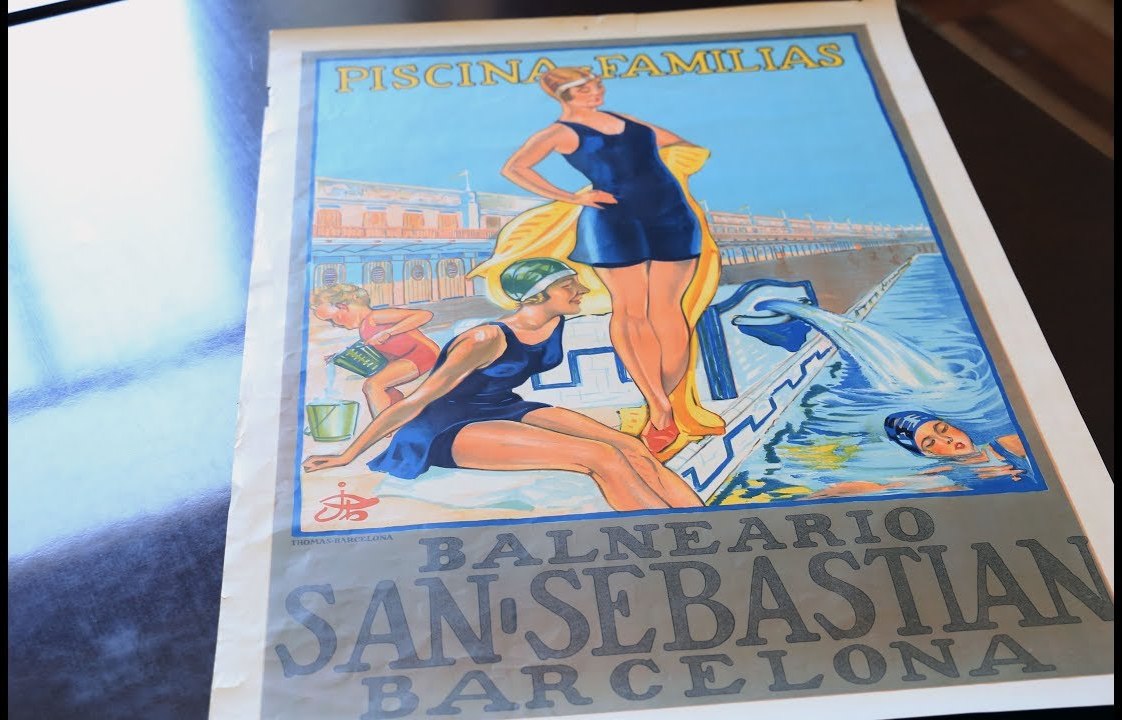 PISCINA-FAMILIAS
THOMAS-BARCELONA
BALNEARIO
SAN·SEBASTIAN
BARCELONA